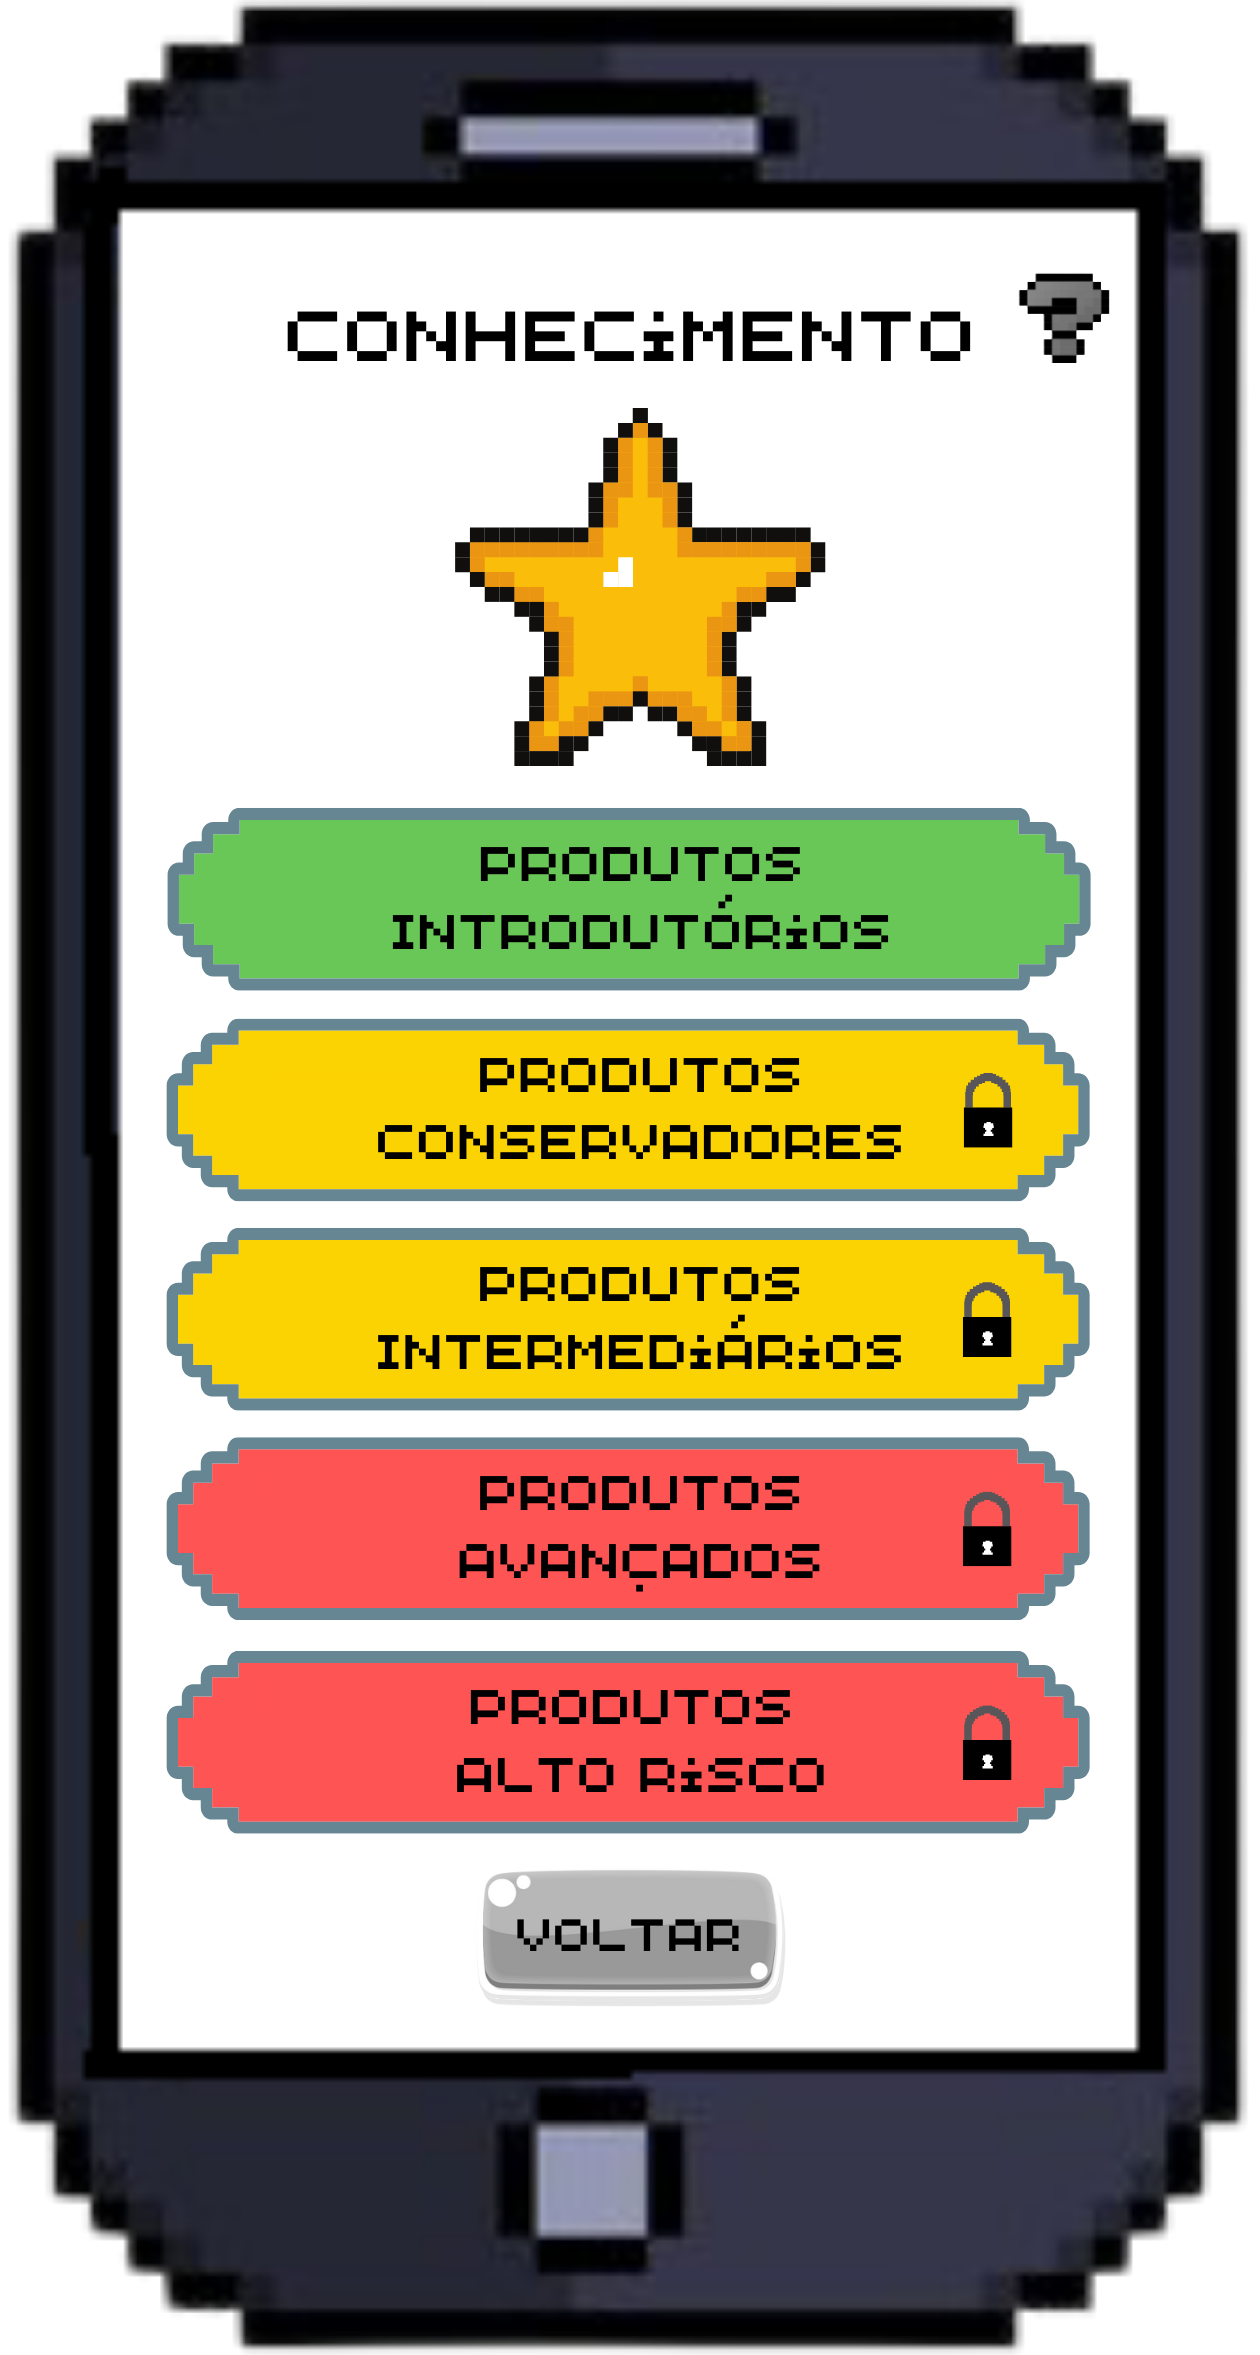 CONHECiMENTO
?
PRODUTOS
INTRODUTÓRiOS
PRODUTOS
CONSERVADORES
PRODUTOS
INTERMEDiÁRiOS
PRODUTOS
AVANÇADOS
PRODUTOS
ALTO RiSCO
VOLTAR